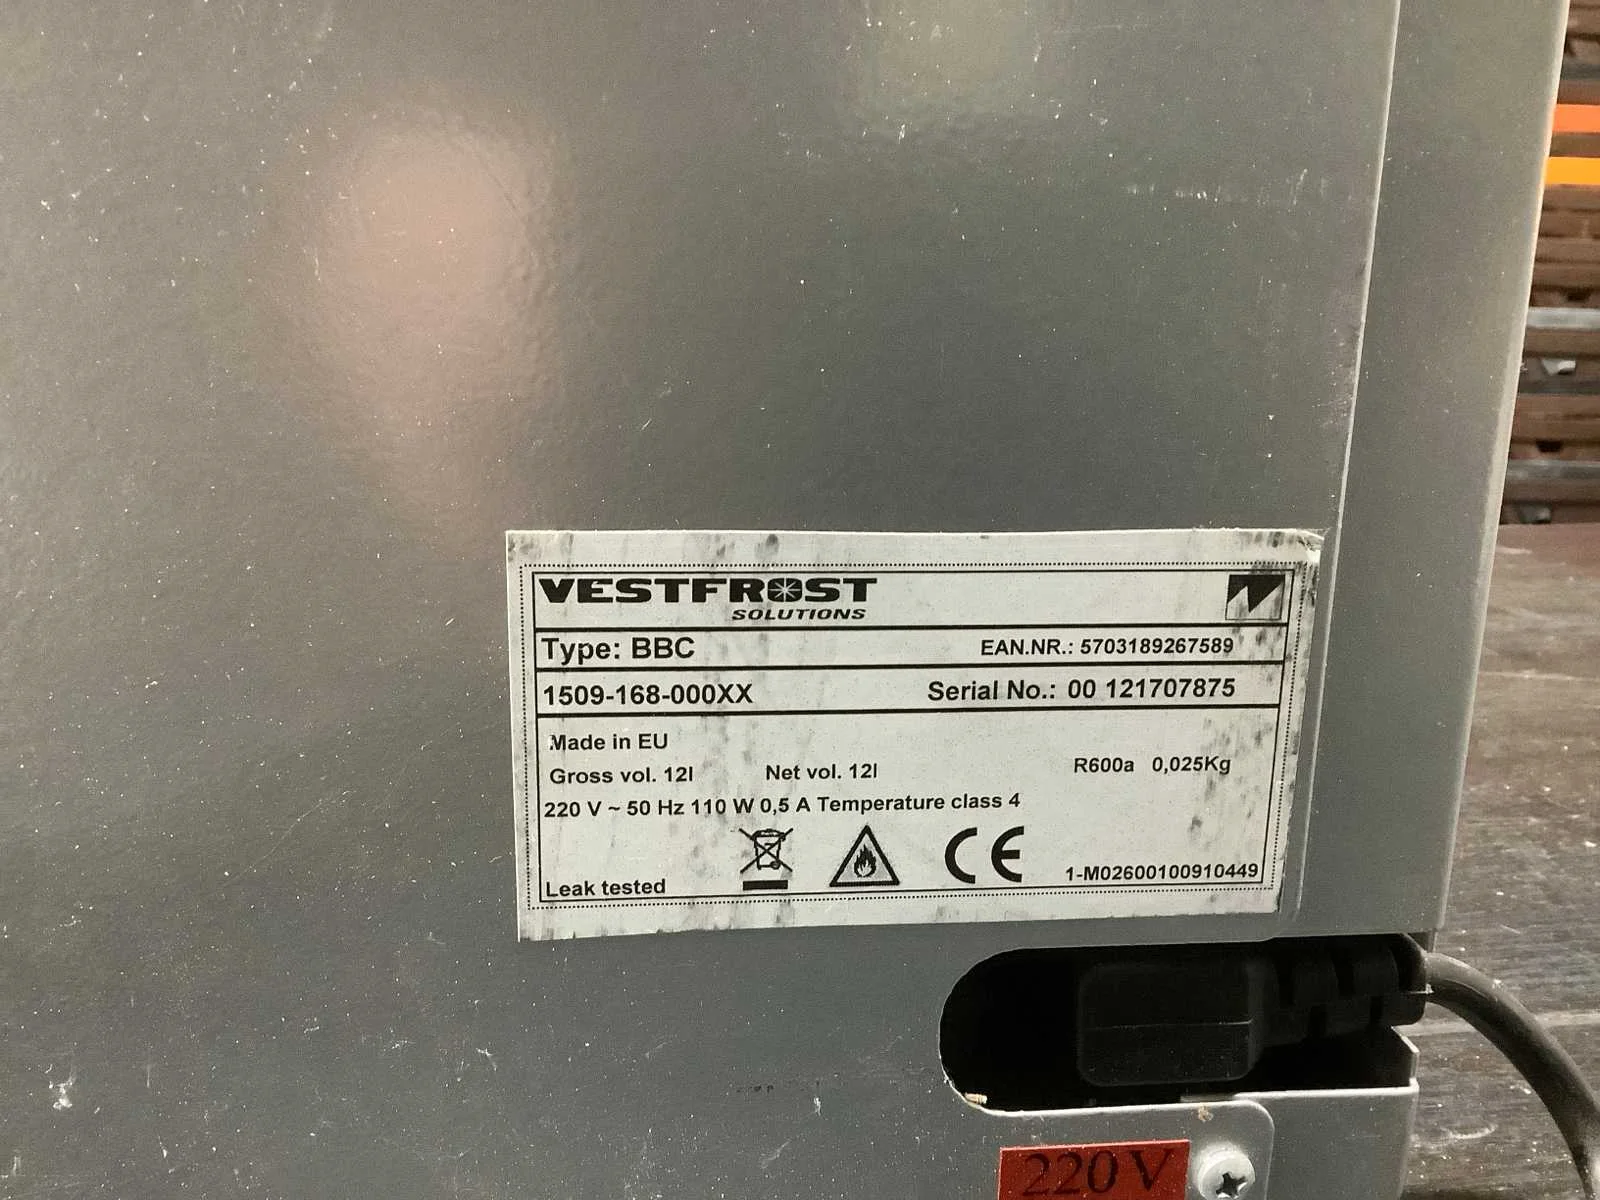 VESTFROST
SOLUTIONS
Type: BBC EAN.NR.: 5703189267589
1509-168-000XX Serial No.: 00 121707875
Made in EU
Gross vol. 12l Net vol. 12l R600a 0,025Kg
220 V ~ 50 Hz 110 W 0,5 A Temperature class 4
CE
Leak tested 1-M02600100910449
220V